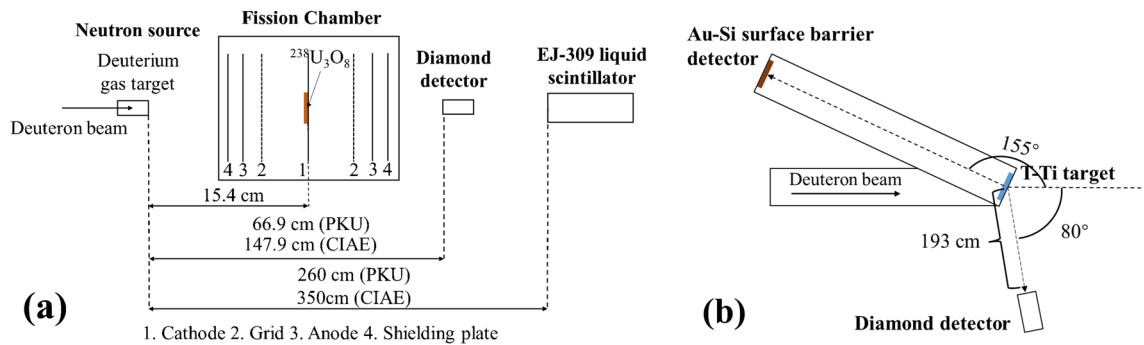 Fission Chamber
Neutron source
Deuterium
gas target
Deuteron beam
²³⁸U₃O₈
4 3 2 1 2 3 4
Diamond
detector
EJ-309 liquid
scintillator
15.4 cm
66.9 cm (PKU)
147.9 cm (CIAE)
260 cm (PKU)
350cm (CIAE)
(a)
1. Cathode 2. Grid 3. Anode 4. Shielding plate
Au-Si surface barrier
detector
155°
T-Ti target
Deuteron beam
80°
193 cm
(b)
Diamond detector